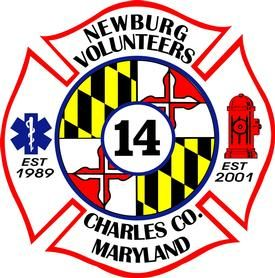 NEWBURG
VOLUNTEERS
14
EST
1989
EST
2001
CHARLES CO.
MARYLAND